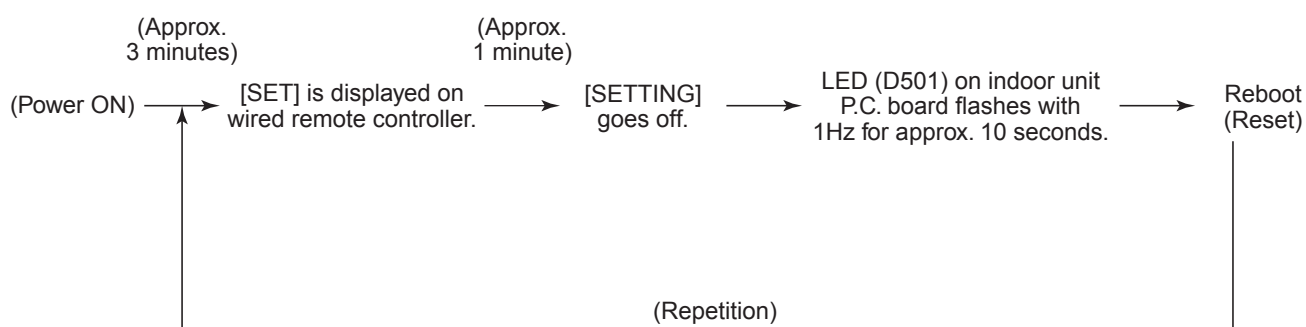 (Approx.
3 minutes)
(Approx.
1 minute)
(Power ON)
[SET] is displayed on
wired remote controller.
[SETTING]
goes off.
LED (D501) on indoor unit
P.C. board flashes with
1Hz for approx. 10 seconds.
Reboot
(Reset)
(Repetition)